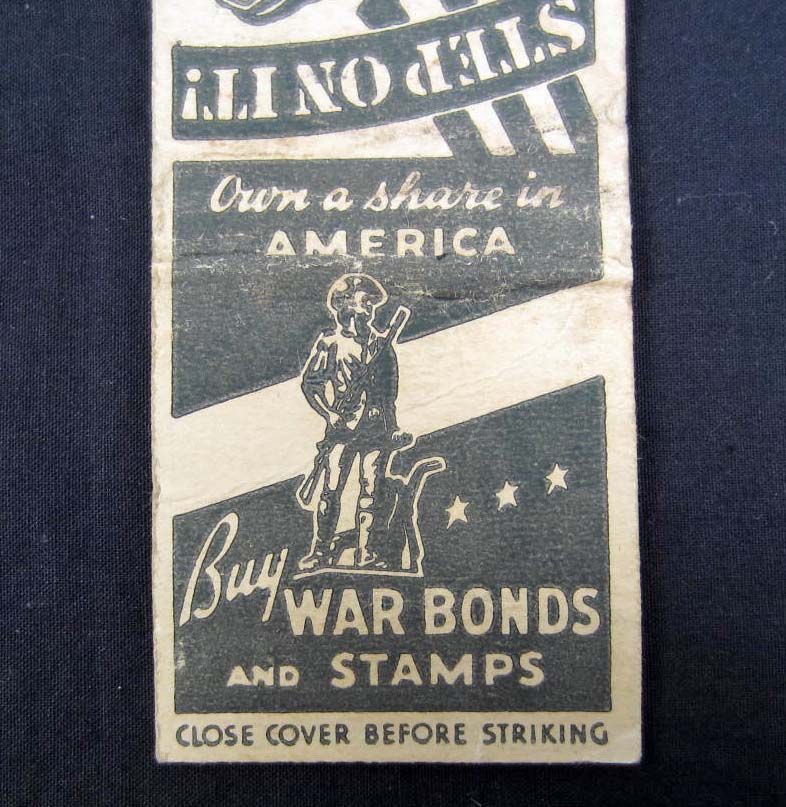 STEP ON IT!
Own a share in
AMERICA
Buy
WAR BONDS
AND STAMPS
CLOSE COVER BEFORE STRIKING